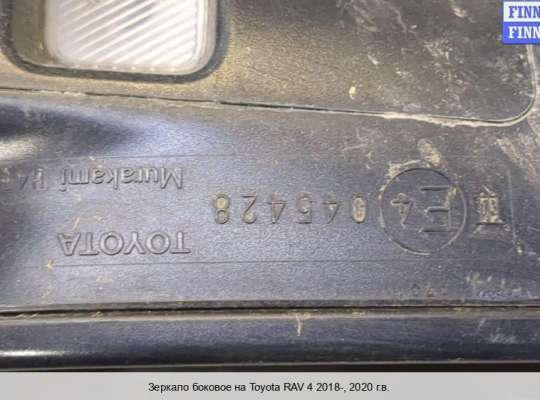 FINN
FINN
TOYOTA
E4 045428
Murakami
Зеркало боковое на Toyota RAV 4 2018-, 2020 г.в.